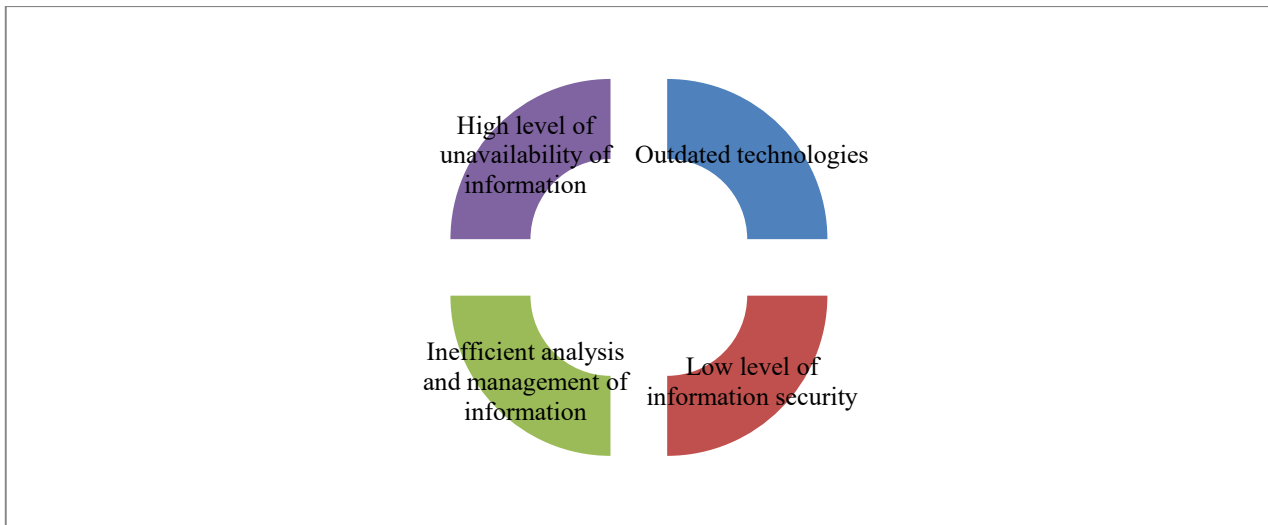 High level of
unavailability of
information
Outdated technologies
Inefficient analysis
and management of
information
Low level of
information security